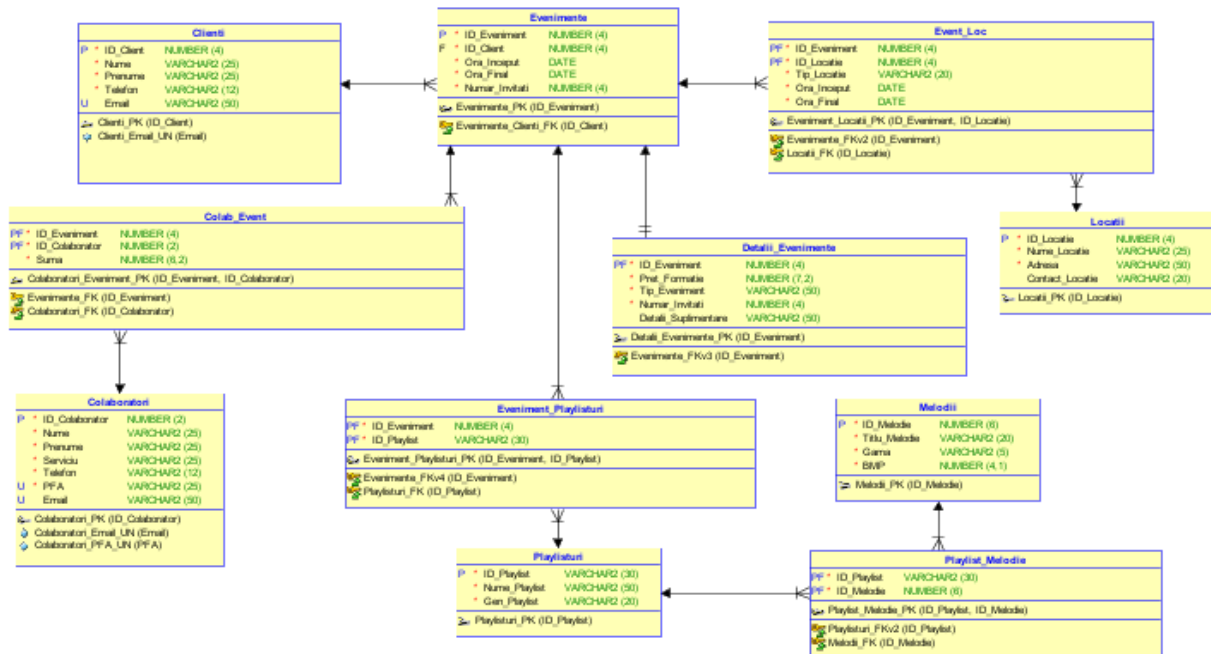 Clienti
P * ID_Client NUMBER (4)
* Nume VARCHAR2 (25)
* Prenume VARCHAR2 (25)
* Telefon VARCHAR2 (12)
U Email VARCHAR2 (50)
Clienti_PK (ID_Client)
Clienti_Email_UN (Email)
Evenimente
P * ID_Eveniment NUMBER (4)
F * ID_Client NUMBER (4)
* Ora_Inceput DATE
* Ora_Final DATE
* Numar_Invitati NUMBER (4)
Evenimente_PK (ID_Eveniment)
Evenimente_Clienti_FK (ID_Client)
Event_Loc
PF * ID_Eveniment NUMBER (4)
PF * ID_Locatie NUMBER (4)
* Tip_Locatie VARCHAR2 (20)
* Ora_Inceput DATE
* Ora_Final DATE
Eveniment_Locatii_PK (ID_Eveniment, ID_Locatie)
Evenimente_FKv2 (ID_Eveniment)
Locatii_FK (ID_Locatie)
Colab_Event
PF * ID_Eveniment NUMBER (4)
PF * ID_Colaborator NUMBER (2)
* Suma NUMBER (6,2)
Colaboratori_Eveniment_PK (ID_Eveniment, ID_Colaborator)
Evenimente_FK (ID_Eveniment)
Colaboratori_FK (ID_Colaborator)
Detalii_Evenimente
PF * ID_Eveniment NUMBER (4)
* Pret_Formatie NUMBER (7,2)
* Tip_Eveniment VARCHAR2 (50)
* Numar_Invitati NUMBER (4)
Detalii_Suplimentare VARCHAR2 (50)
Detalii_Evenimente_PK (ID_Eveniment)
Evenimente_FKv3 (ID_Eveniment)
Locatii
P * ID_Locatie NUMBER (4)
* Nume_Locatie VARCHAR2 (25)
* Adresa VARCHAR2 (50)
Contact_Locatie VARCHAR2 (20)
Locatii_PK (ID_Locatie)
Colaboratori
P * ID_Colaborator NUMBER (2)
* Nume VARCHAR2 (25)
* Prenume VARCHAR2 (25)
* Serviciu VARCHAR2 (25)
* Telefon VARCHAR2 (12)
U * PFA VARCHAR2 (25)
U Email VARCHAR2 (50)
Colaboratori_PK (ID_Colaborator)
Colaboratori_Email_UN (Email)
Colaboratori_PFA_UN (PFA)
Eveniment_Playlisturi
PF * ID_Eveniment NUMBER (4)
PF * ID_Playlist VARCHAR2 (30)
Eveniment_Playlisturi_PK (ID_Eveniment, ID_Playlist)
Evenimente_FKv4 (ID_Eveniment)
Playlisturi_FK (ID_Playlist)
Melodii
P * ID_Melodie NUMBER (6)
* Titlu_Melodie VARCHAR2 (20)
* Gama VARCHAR2 (5)
* BMP NUMBER (4,1)
Melodii_PK (ID_Melodie)
Playlisturi
P * ID_Playlist VARCHAR2 (30)
* Nume_Playlist VARCHAR2 (50)
* Gen_Playlist VARCHAR2 (20)
Playlisturi_PK (ID_Playlist)
Playlist_Melodie
PF * ID_Playlist VARCHAR2 (30)
PF * ID_Melodie NUMBER (6)
Playlist_Melodie_PK (ID_Playlist, ID_Melodie)
Playlisturi_FKv2 (ID_Playlist)
Melodii_FK (ID_Melodie)